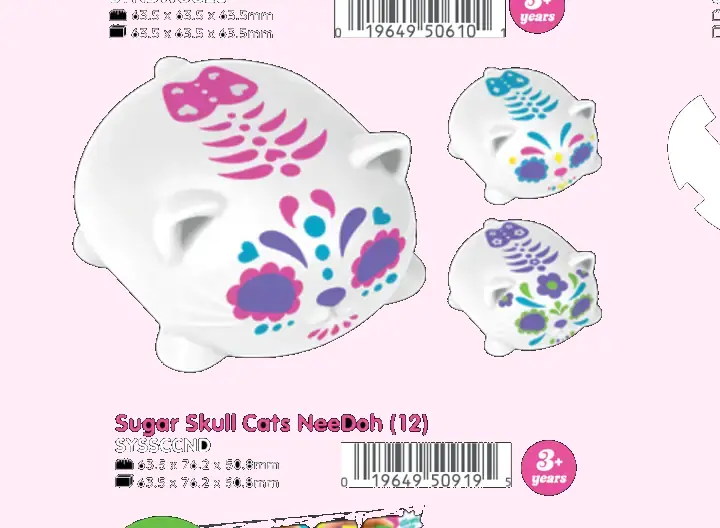 63.5 x 63.5 x 63.5mm
63.5 x 63.5 x 63.5mm
0 19649 50610 1
3+
years
Sugar Skull Cats NeeDoh (12)
SYSSCCND
63.5 x 76.2 x 50.8mm
63.5 x 76.2 x 50.8mm
0 19649 50919 5
3+
years